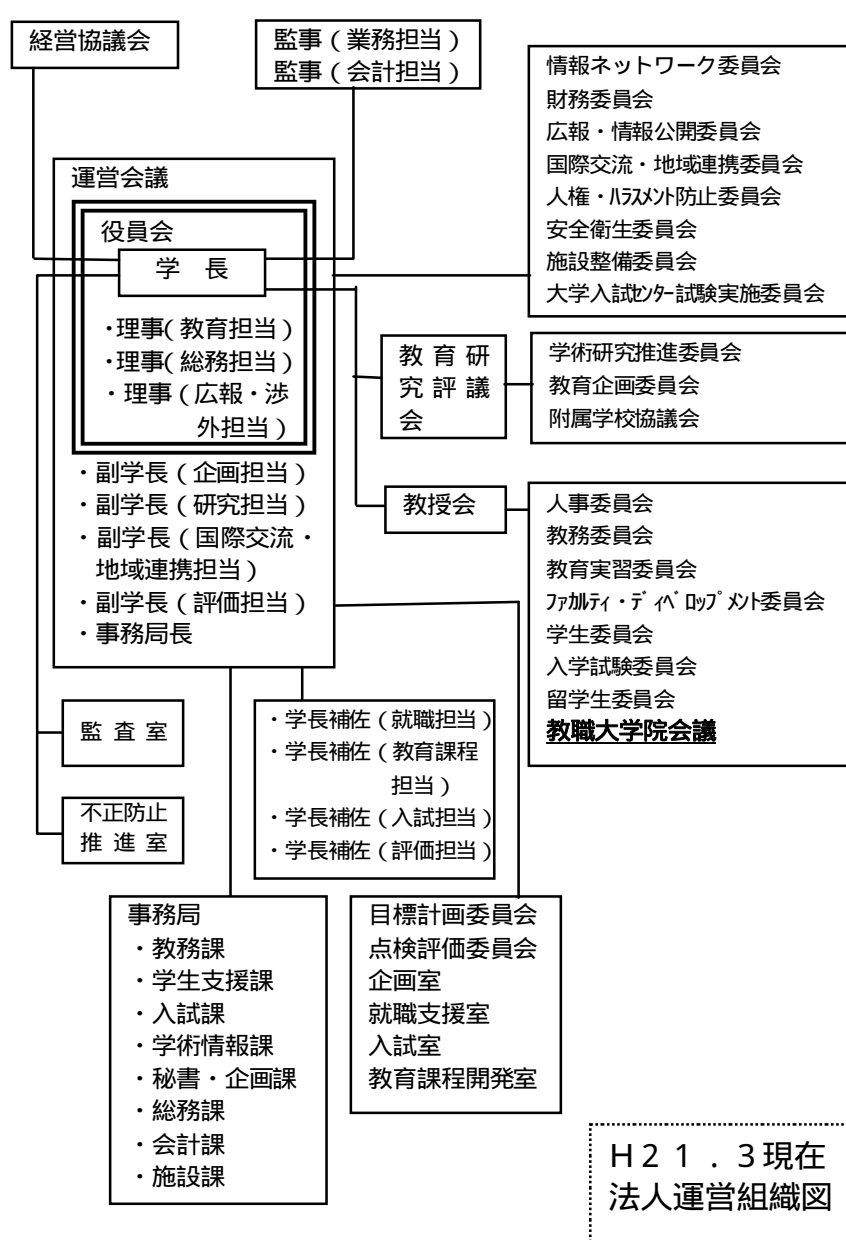 経営協議会
監事（業務担当）
監事（会計担当）
情報ネットワーク委員会
財務委員会
広報・情報公開委員会
国際交流・地域連携委員会
人権・ﾊﾗｽﾒﾝﾄ防止委員会
安全衛生委員会
施設整備委員会
大学入試ｾﾝﾀｰ試験実施委員会
運営会議
役員会
学　長
・理事（教育担当）
・理事（総務担当）
・理事（広報・渉
外担当）
・副学長（企画担当）
・副学長（研究担当）
・副学長（国際交流・
地域連携担当）
・副学長（評価担当）
・事務局長
教 育 研
究 評 議
会
学術研究推進委員会
教育企画委員会
附属学校協議会
教授会
人事委員会
教務委員会
教育実習委員会
ﾌｧｶﾙﾃｨ・ﾃﾞｨﾍﾞﾛｯﾌﾟﾒﾝﾄ委員会
学生委員会
入学試験委員会
留学生委員会
教職大学院会議
監 査 室
不正防止
推 進 室
・学長補佐（就職担当）
・学長補佐（教育課程
担当）
・学長補佐（入試担当）
・学長補佐（評価担当）
事務局
・教務課
・学生支援課
・入試課
・学術情報課
・秘書・企画課
・総務課
・会計課
・施設課
目標計画委員会
点検評価委員会
企画室
就職支援室
入試室
教育課程開発室
Ｈ２１．３現在
法人運営組織図